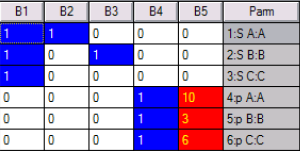 B1 B2 B3 B4 B5 Parm
1 1 0 0 0 1:S A:A
1 0 1 0 0 2:S B:B
1 0 0 0 0 3:S C:C
0 0 0 1 10 4:p A:A
0 0 0 1 3 5:p B:B
0 0 0 1 6 6:p C:C